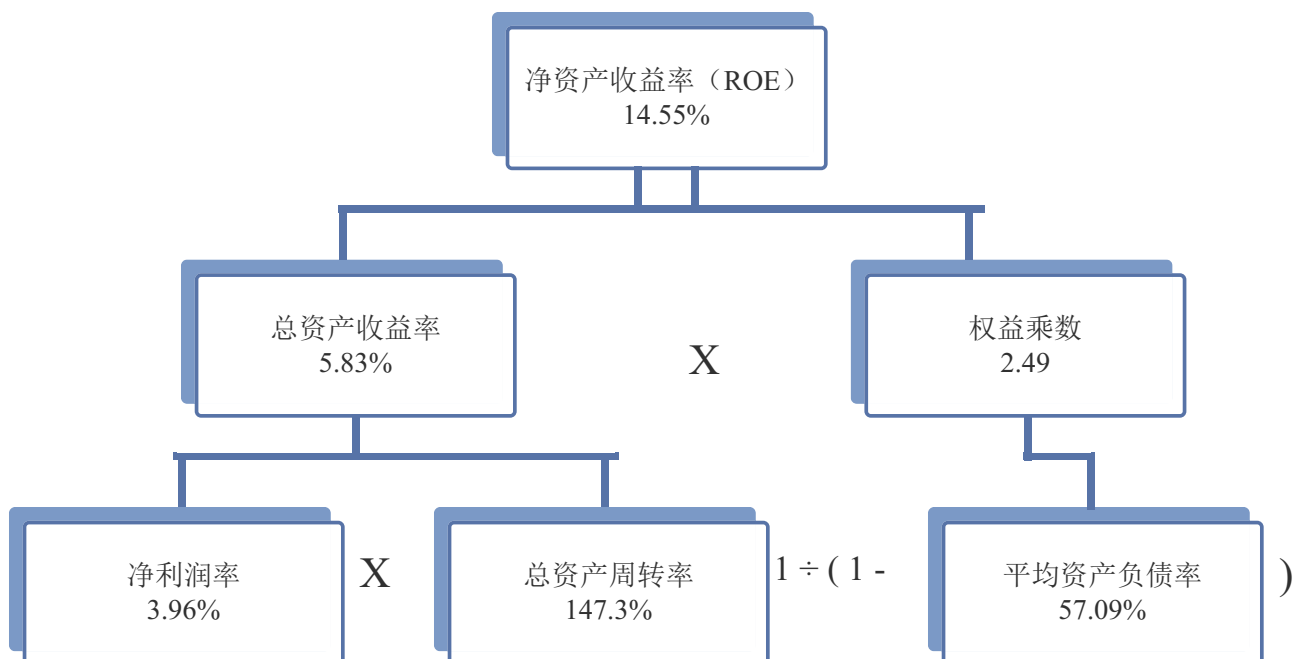 净资产收益率（ROE）
14.55%
总资产收益率
5.83%
X
权益乘数
2.49
净利润率
3.96%
X
总资产周转率
147.3%
1 ÷ ( 1 -
平均资产负债率
57.09%
)